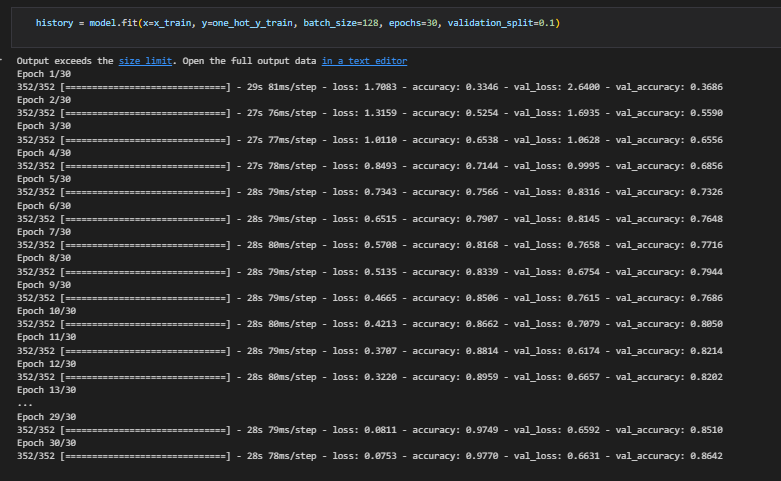 history = model.fit(x=x_train, y=one_hot_y_train, batch_size=128, epochs=30, validation_split=0.1)
Output exceeds the size limit. Open the full output data in a text editor
Epoch 1/30
352/352 [==============================] - 29s 81ms/step - loss: 1.7083 - accuracy: 0.3346 - val_loss: 2.6400 - val_accuracy: 0.3686
Epoch 2/30
352/352 [==============================] - 27s 76ms/step - loss: 1.3159 - accuracy: 0.5254 - val_loss: 1.6935 - val_accuracy: 0.5590
Epoch 3/30
352/352 [==============================] - 27s 77ms/step - loss: 1.0110 - accuracy: 0.6538 - val_loss: 1.0628 - val_accuracy: 0.6556
Epoch 4/30
352/352 [==============================] - 27s 78ms/step - loss: 0.8493 - accuracy: 0.7144 - val_loss: 0.9995 - val_accuracy: 0.6856
Epoch 5/30
352/352 [==============================] - 28s 79ms/step - loss: 0.7343 - accuracy: 0.7566 - val_loss: 0.8316 - val_accuracy: 0.7326
Epoch 6/30
352/352 [==============================] - 28s 79ms/step - loss: 0.6515 - accuracy: 0.7907 - val_loss: 0.8145 - val_accuracy: 0.7648
Epoch 7/30
352/352 [==============================] - 28s 80ms/step - loss: 0.5708 - accuracy: 0.8168 - val_loss: 0.7658 - val_accuracy: 0.7716
Epoch 8/30
352/352 [==============================] - 28s 79ms/step - loss: 0.5135 - accuracy: 0.8339 - val_loss: 0.6754 - val_accuracy: 0.7944
Epoch 9/30
352/352 [==============================] - 28s 79ms/step - loss: 0.4665 - accuracy: 0.8506 - val_loss: 0.7615 - val_accuracy: 0.7686
Epoch 10/30
352/352 [==============================] - 28s 80ms/step - loss: 0.4213 - accuracy: 0.8662 - val_loss: 0.7079 - val_accuracy: 0.8050
Epoch 11/30
352/352 [==============================] - 28s 79ms/step - loss: 0.3707 - accuracy: 0.8814 - val_loss: 0.6174 - val_accuracy: 0.8214
Epoch 12/30
352/352 [==============================] - 28s 80ms/step - loss: 0.3220 - accuracy: 0.8959 - val_loss: 0.6657 - val_accuracy: 0.8202
Epoch 13/30
...
Epoch 29/30
352/352 [==============================] - 28s 79ms/step - loss: 0.0811 - accuracy: 0.9749 - val_loss: 0.6592 - val_accuracy: 0.8510
Epoch 30/30
352/352 [==============================] - 28s 78ms/step - loss: 0.0753 - accuracy: 0.9770 - val_loss: 0.6631 - val_accuracy: 0.8642